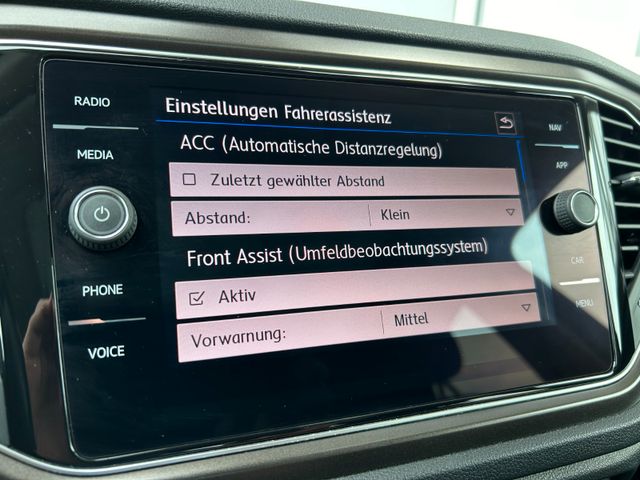 RADIO
MEDIA
PHONE
VOICE
Einstellungen Fahrerassistenz
ACC (Automatische Distanzregelung)
Zuletzt gewählter Abstand
Abstand: Klein
Front Assist (Umfeldbeobachtungssystem)
Aktiv
Vorwarnung: Mittel
NAV
APP
CAR
MENU